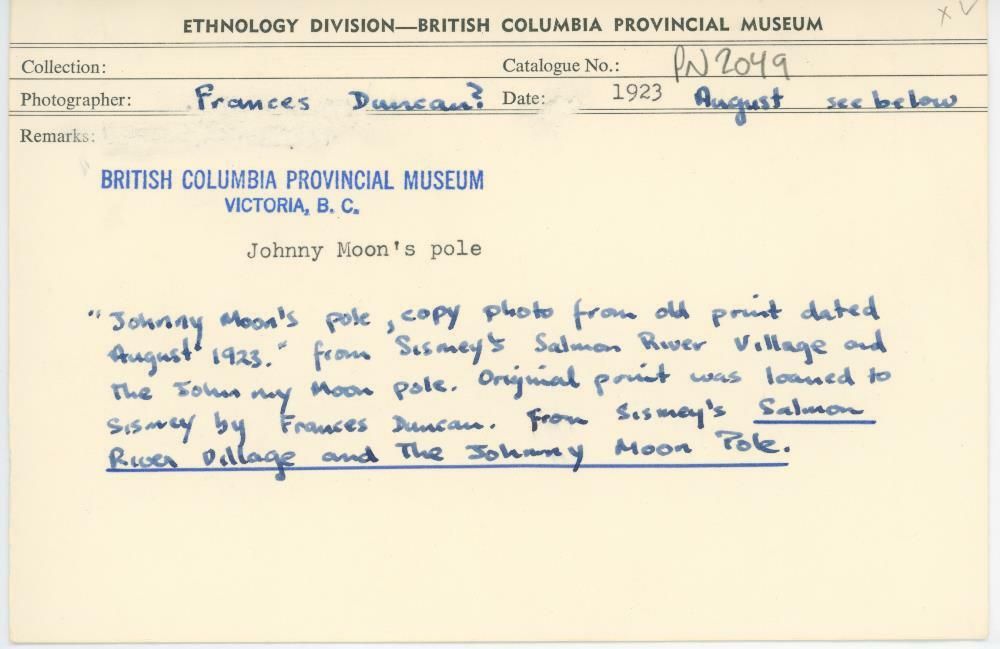 x ✓
ETHNOLOGY DIVISION—BRITISH COLUMBIA PROVINCIAL MUSEUM
Collection: Catalogue No.: PN 2049
Photographer: Frances Duncan? Date: 1923 August see below
Remarks:
BRITISH COLUMBIA PROVINCIAL MUSEUM
VICTORIA, B. C.
Johnny Moon's pole
"Johnny Moon's pole, copy photo from old print dated
August 1923." from Sismey's Salmon River Village and
The Johnny Moon pole. Original print was loaned to
Sismey by Frances Duncan. From Sismey's Salmon
River Village and The Johnny Moon Pole.